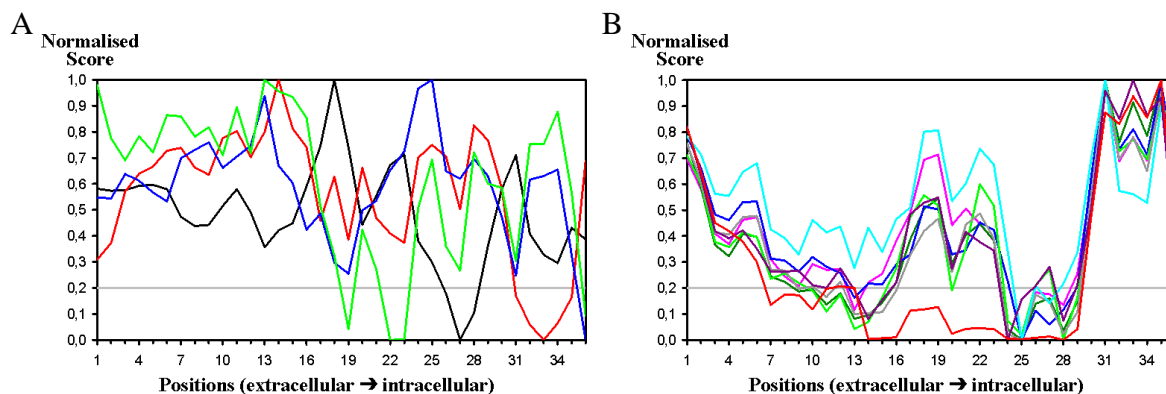 A
Normalised
Score
1,0
0,9
0,8
0,7
0,6
0,5
0,4
0,3
0,2
0,1
0,0
1 4 7 10 13 16 19 22 25 28 31 34
Positions (extracellular ➔ intracellular)
B
Normalised
Score
1,0
0,9
0,8
0,7
0,6
0,5
0,4
0,3
0,2
0,1
0,0
1 4 7 10 13 16 19 22 25 28 31 34
Positions (extracellular ➔ intracellular)